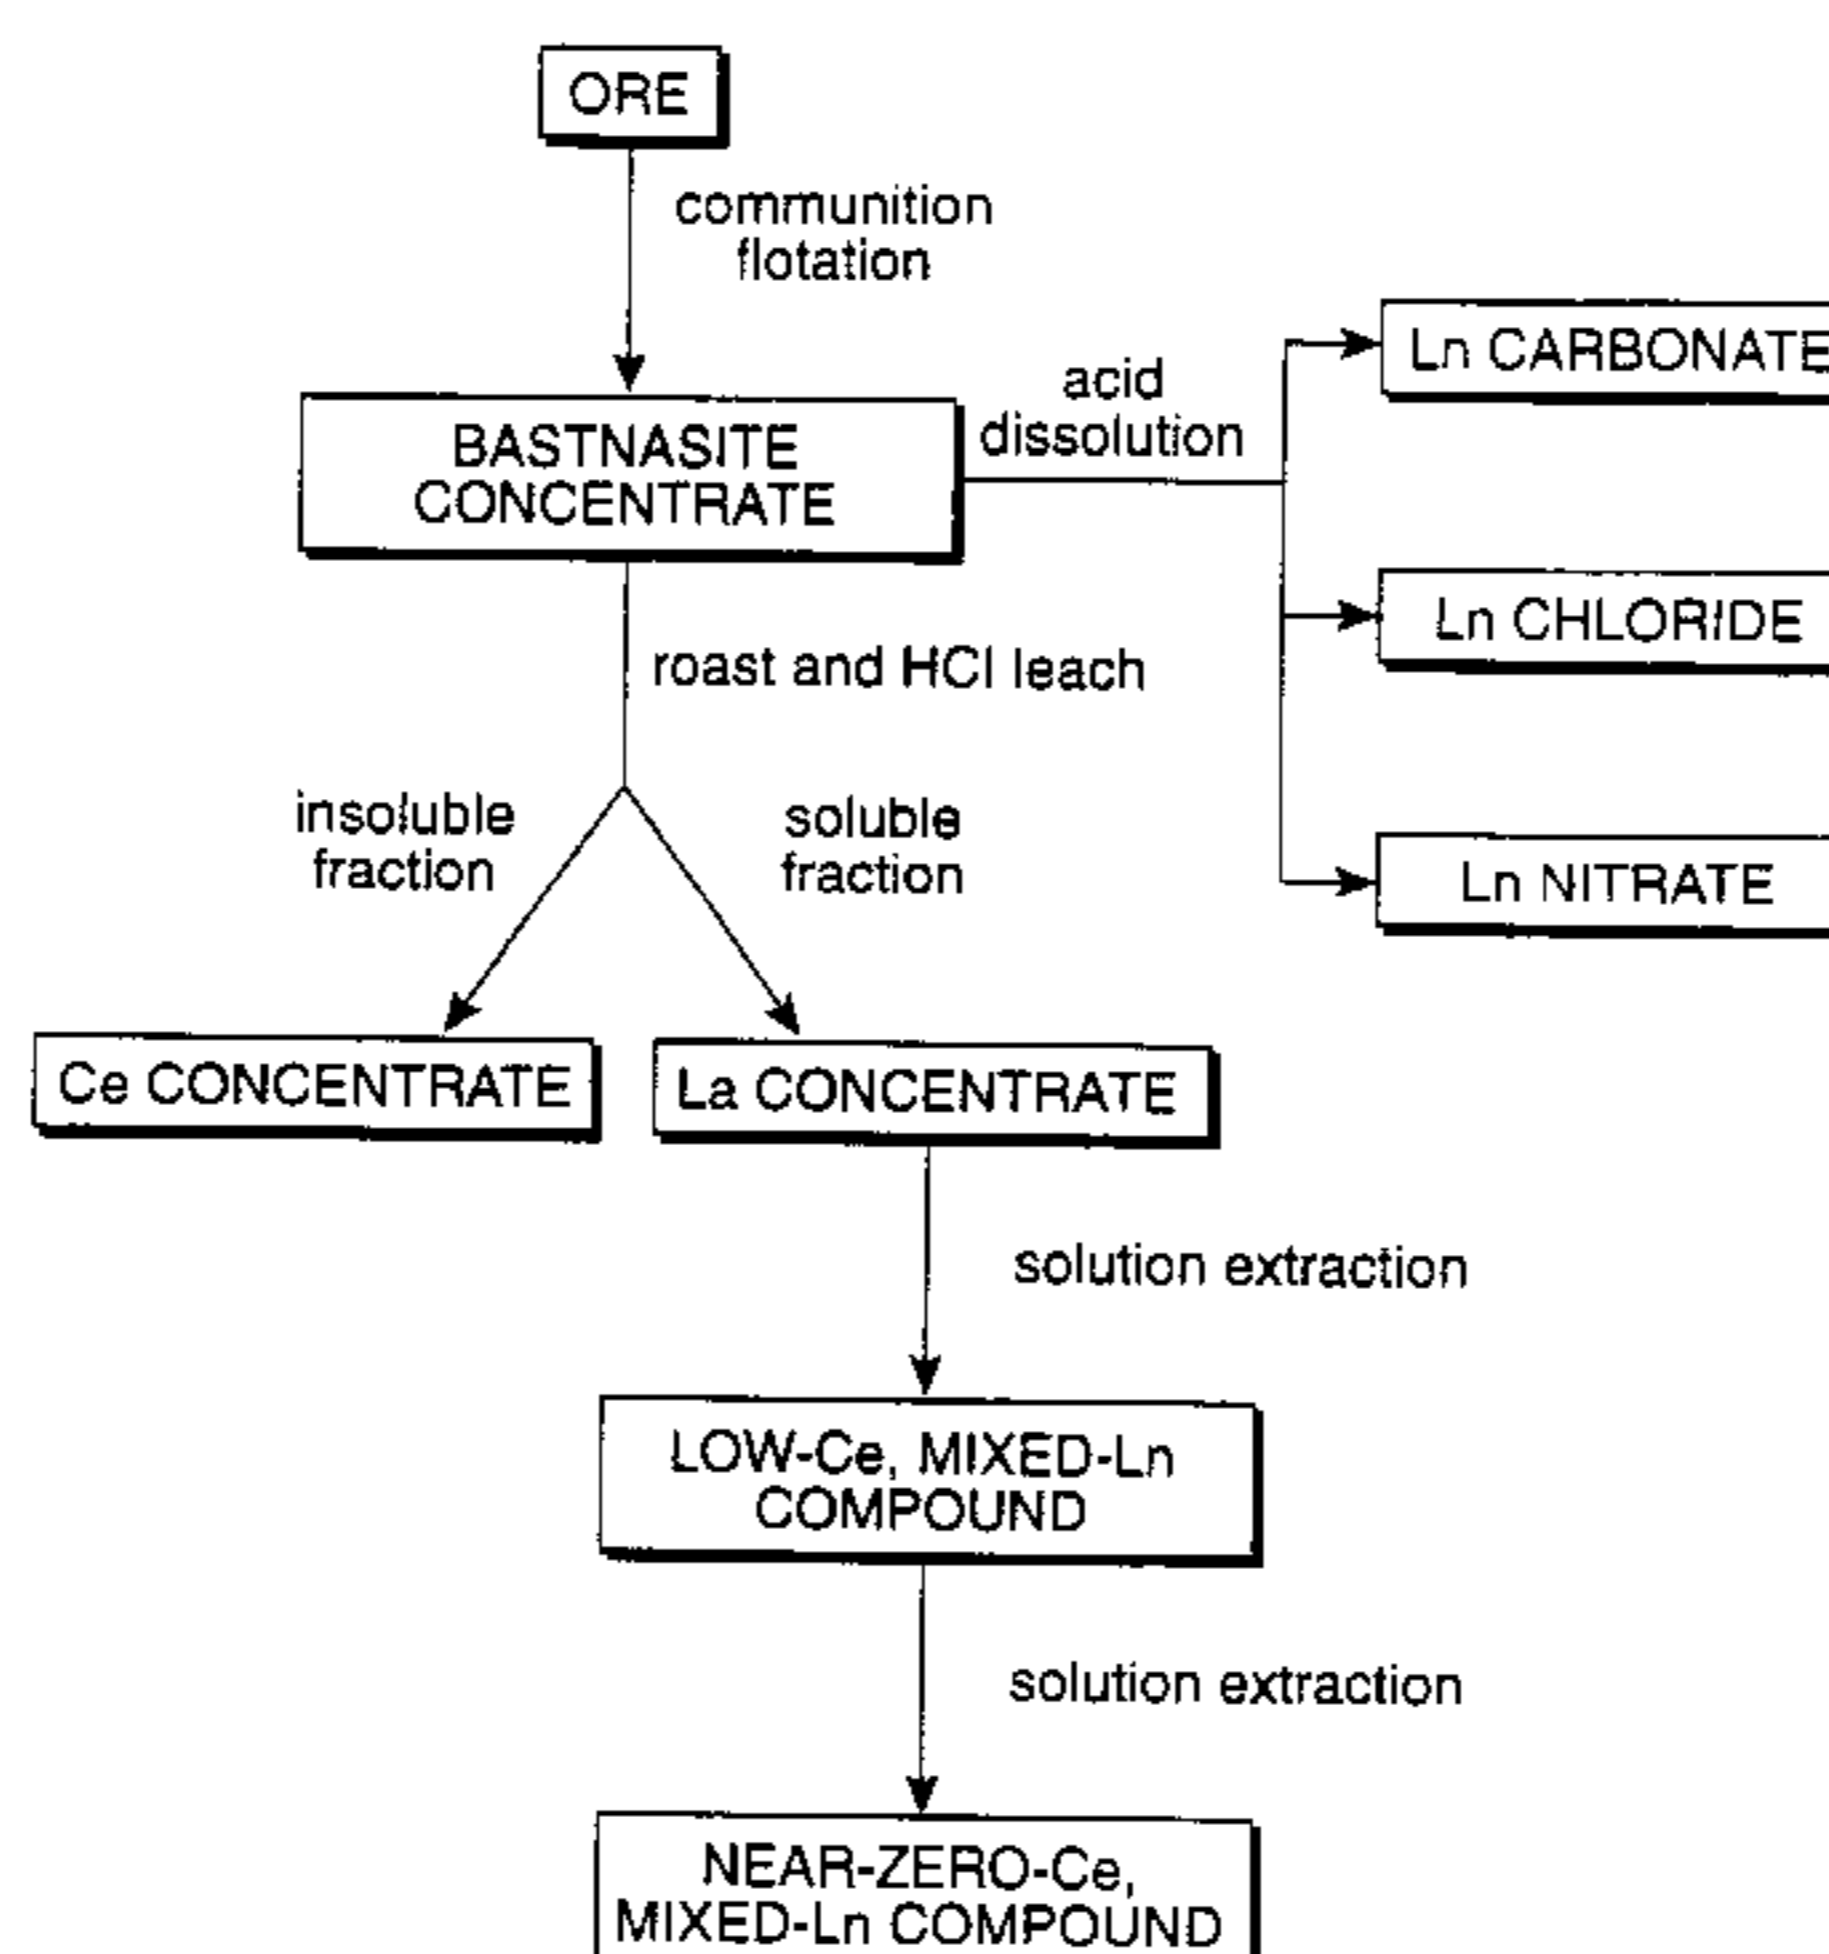 ORE
communition
flotation
BASTNASITE
CONCENTRATE
acid
dissolution
Ln CARBONATE
Ln CHLORIDE
Ln NITRATE
roast and HCl leach
insoluble
fraction
soluble
fraction
Ce CONCENTRATE
La CONCENTRATE
solution extraction
LOW-Ce, MIXED-Ln
COMPOUND
solution extraction
NEAR-ZERO-Ce,
MIXED-Ln COMPOUND